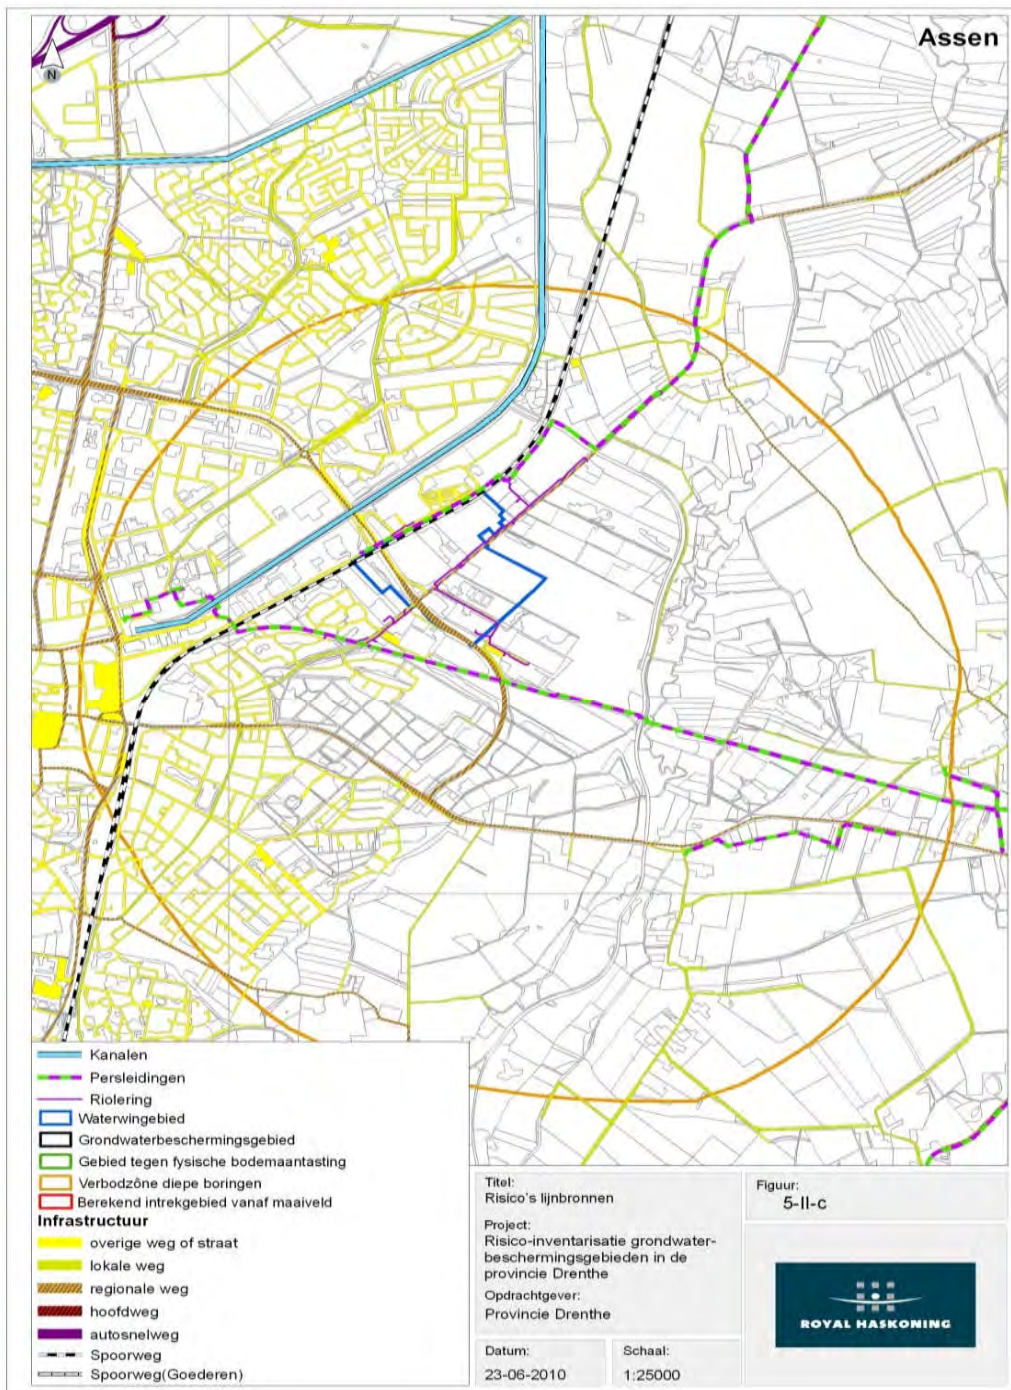 Assen
N
Kanalen
Persleidingen
Riolering
Waterwingebied
Grondwaterbeschermingsgebied
Gebied tegen fysische bodemaantasting
Verbodzône diepe boringen
Berekend intrekgebied vanaf maaiveld
Infrastructuur
overige weg of straat
lokale weg
regionale weg
hoofdweg
autosnelweg
Spoorweg
Spoorweg(Goederen)
Titel:
Risico's lijnbronnen
Project:
Risico-inventarisatie grondwater-
beschermingsgebieden in de
provincie Drenthe
Opdrachtgever:
Provincie Drenthe
Datum:
23-06-2010
Schaal:
1:25000
Figuur:
5-II-c
ROYAL HASKONING